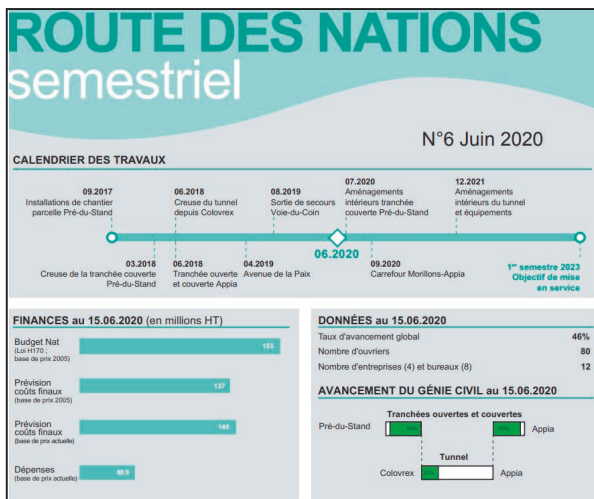 ROUTE DES NATIONS
semestriel
N°6 Juin 2020
CALENDRIER DES TRAVAUX
09.2017
Installations de chantier
parcelle Pré-du-Stand
06.2018
Creuse du tunnel
depuis Colovrex
08.2019
Sortie de secours
Voie-du-Coin
07.2020
Aménagements
intérieurs tranchée
couverte Pré-du-Stand
12.2021
Aménagements
intérieurs du tunnel
et équipements
06.2020
03.2018
Creuse de la tranchée couverte
Pré-du-Stand
06.2018
Tranchée ouverte
et couverte Appia
04.2019
Avenue de la Paix
09.2020
Carrefour Morillons-Appia
1er semestre 2023
Objectif de mise
en service
FINANCES au 15.06.2020 (en millions HT)
Budget Nat
(Loi H170 ;
base de prix 2005)
153
Prévision
coûts finaux
(base de prix 2005)
137
Prévision
coûts finaux
(base de prix actuelle)
Dépenses
(base de prix actuelle)
DONNÉES au 15.06.2020
Taux d'avancement global 46%
Nombre d'ouvriers 80
Nombre d'entreprises (4) et bureaux (8) 12
AVANCEMENT DU GÉNIE CIVIL au 15.06.2020
Tranchées ouvertes et couvertes
Pré-du-Stand
Appia
Tunnel
Colovrex
Appia